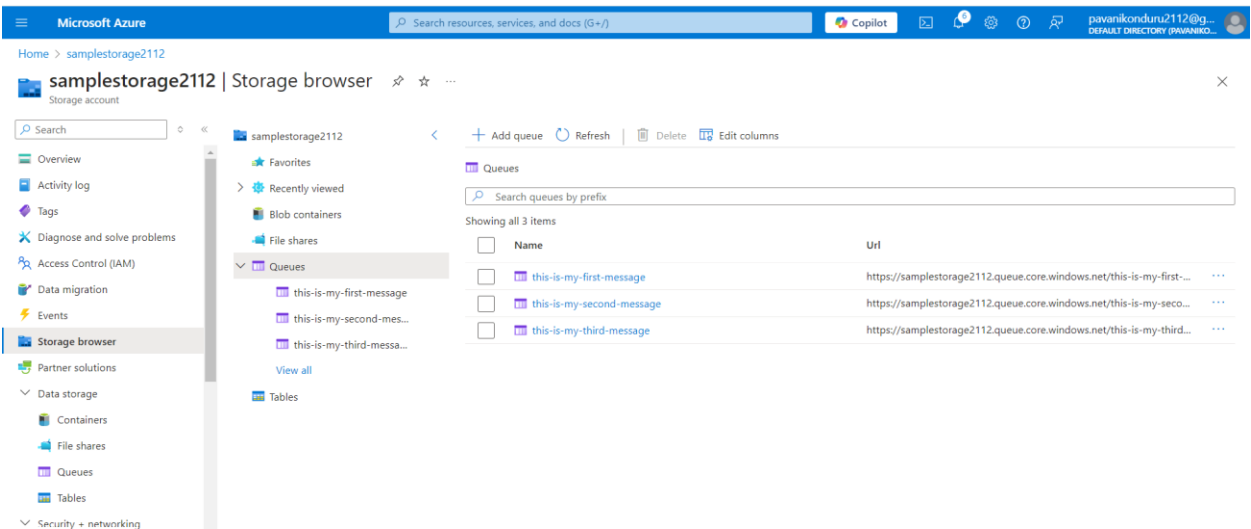 Microsoft Azure
Search resources, services, and docs (G+/)
Copilot
6
pavanikonduru2112@g...
DEFAULT DIRECTORY (PAVANIKO...
Home > samplestorage2112
samplestorage2112 | Storage browser ...
Storage account
Search
Overview
Activity log
Tags
Diagnose and solve problems
Access Control (IAM)
Data migration
Events
Storage browser
Partner solutions
Data storage
Containers
File shares
Queues
Tables
Security + networking
samplestorage2112
Favorites
Recently viewed
Blob containers
File shares
Queues
this-is-my-first-message
this-is-my-second-mes...
this-is-my-third-messa...
View all
Tables
Add queue Refresh Delete Edit columns
Queues
Search queues by prefix
Showing all 3 items
Name Url
this-is-my-first-message https://samplestorage2112.queue.core.windows.net/this-is-my-first-... ...
this-is-my-second-message https://samplestorage2112.queue.core.windows.net/this-is-my-seco... ...
this-is-my-third-message https://samplestorage2112.queue.core.windows.net/this-is-my-third... ...